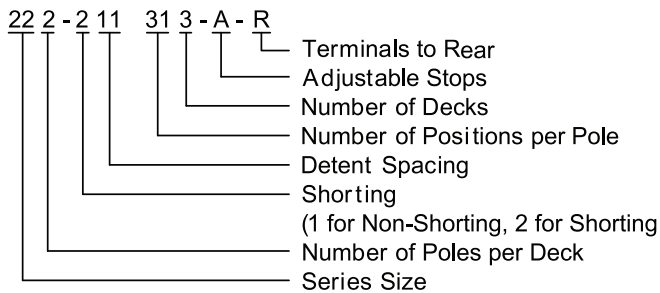 22 2 - 2 11 31 3 - A - R
Terminals to Rear
Adjustable Stops
Number of Decks
Number of Positions per Pole
Detent Spacing
Shorting
(1 for Non-Shorting, 2 for Shorting
Number of Poles per Deck
Series Size